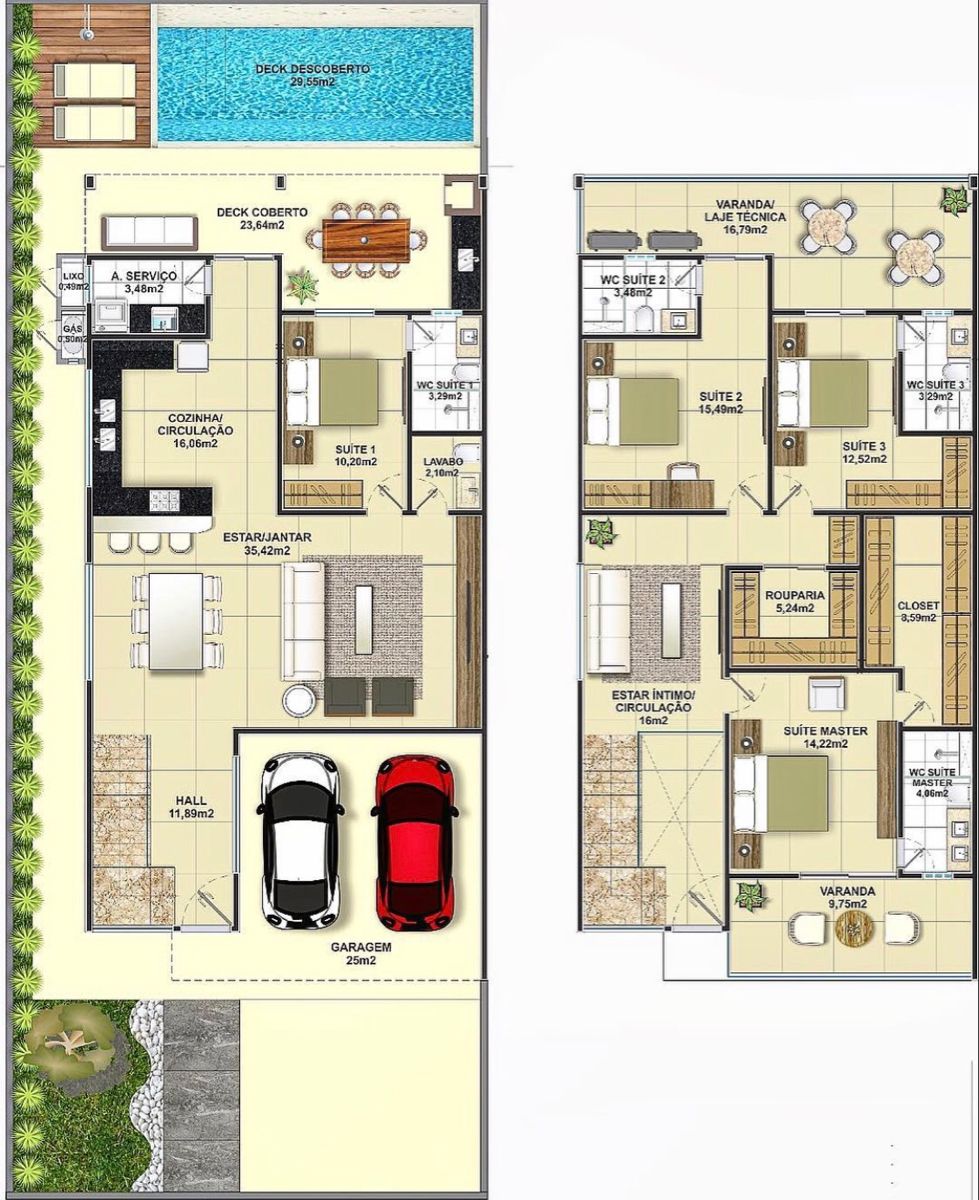 DECK DESCOBERTO
29,55m2
DECK COBERTO
23,64m2
LIXO
0,49m2
A. SERVIÇO
3,48m2
GÁS
0,50m2
COZINHA/
CIRCULAÇÃO
16,06m2
SUÍTE 1
10,20m2
WC SUÍTE 1
3,29m2
LAVABO
2,10m2
ESTAR/JANTAR
35,42m2
HALL
11,89m2
GARAGEM
25m2
VARANDA/
LAJE TÉCNICA
16,79m2
WC SUÍTE 2
3,48m2
SUÍTE 2
15,49m2
SUÍTE 3
12,52m2
WC SUÍTE 3
3,29m2
ROUPARIA
5,24m2
CLOSET
8,59m2
ESTAR ÍNTIMO/
CIRCULAÇÃO
16m2
SUÍTE MASTER
14,22m2
WC SUÍTE
MASTER
4,06m2
VARANDA
9,75m2